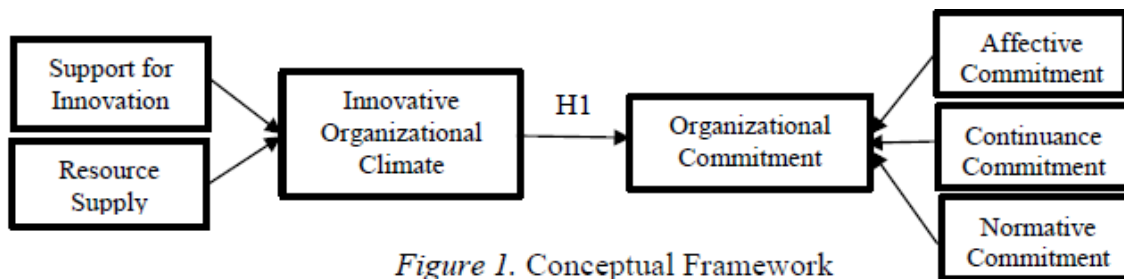 Support for
Innovation
Resource
Supply
Innovative
Organizational
Climate
H1
Organizational
Commitment
Affective
Commitment
Continuance
Commitment
Normative
Commitment
Figure 1. Conceptual Framework